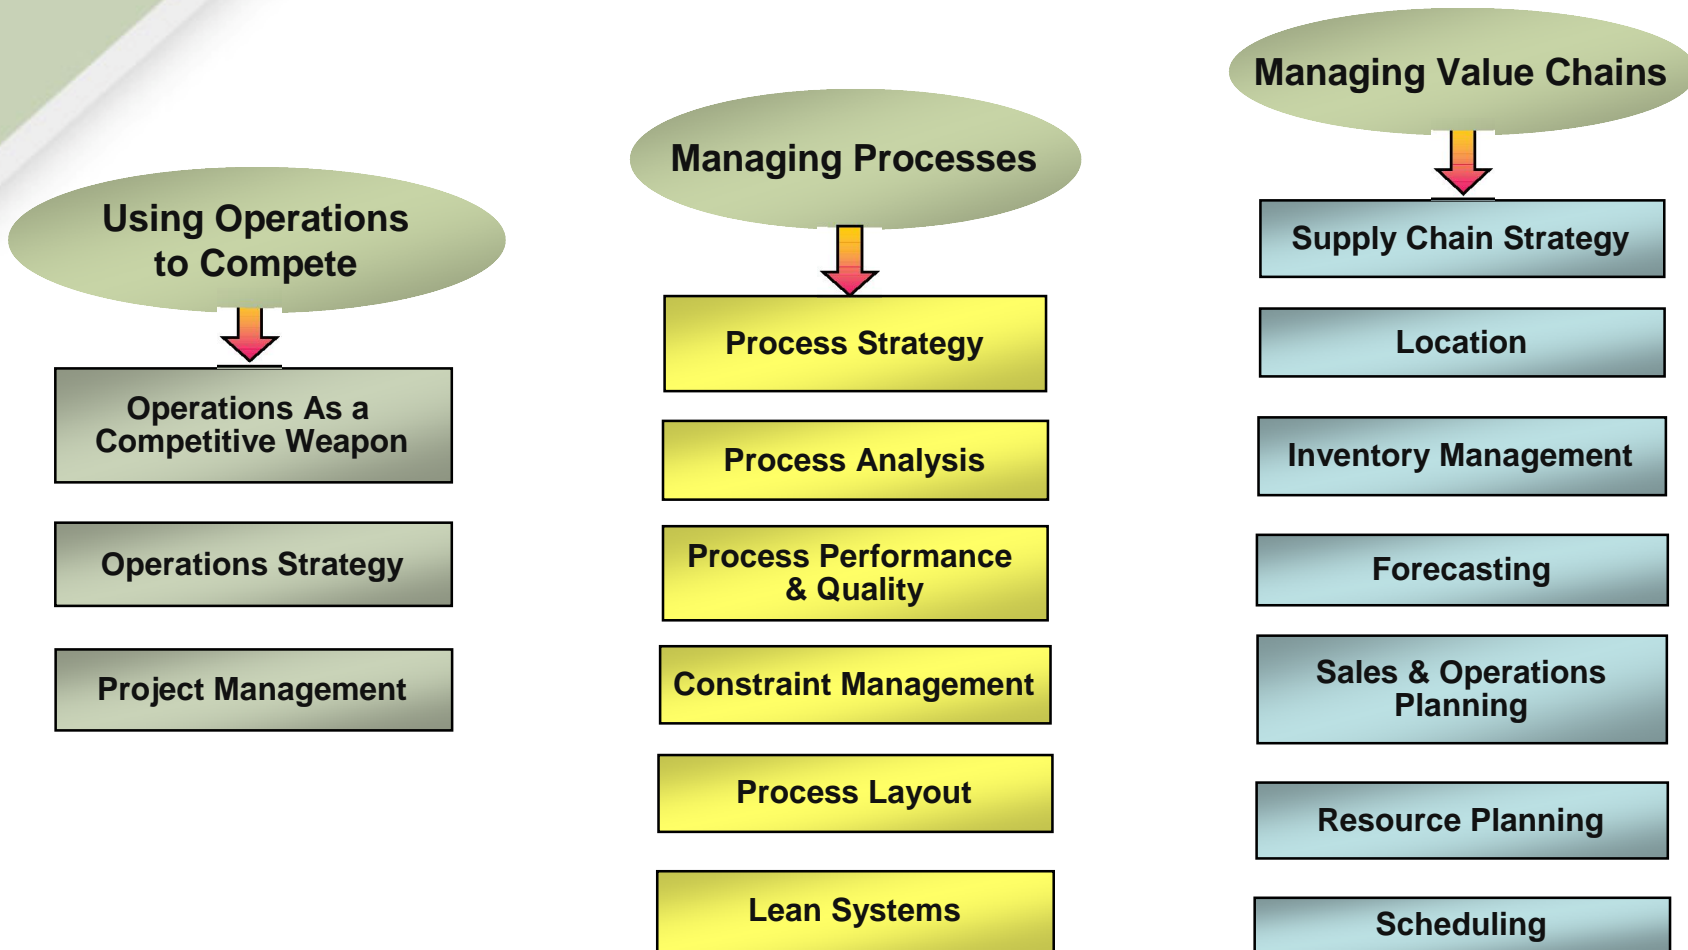 Using Operations
to Compete
Operations As a
Competitive Weapon
Operations Strategy
Project Management
Managing Processes
Process Strategy
Process Analysis
Process Performance
& Quality
Constraint Management
Process Layout
Lean Systems
Managing Value Chains
Supply Chain Strategy
Location
Inventory Management
Forecasting
Sales & Operations
Planning
Resource Planning
Scheduling